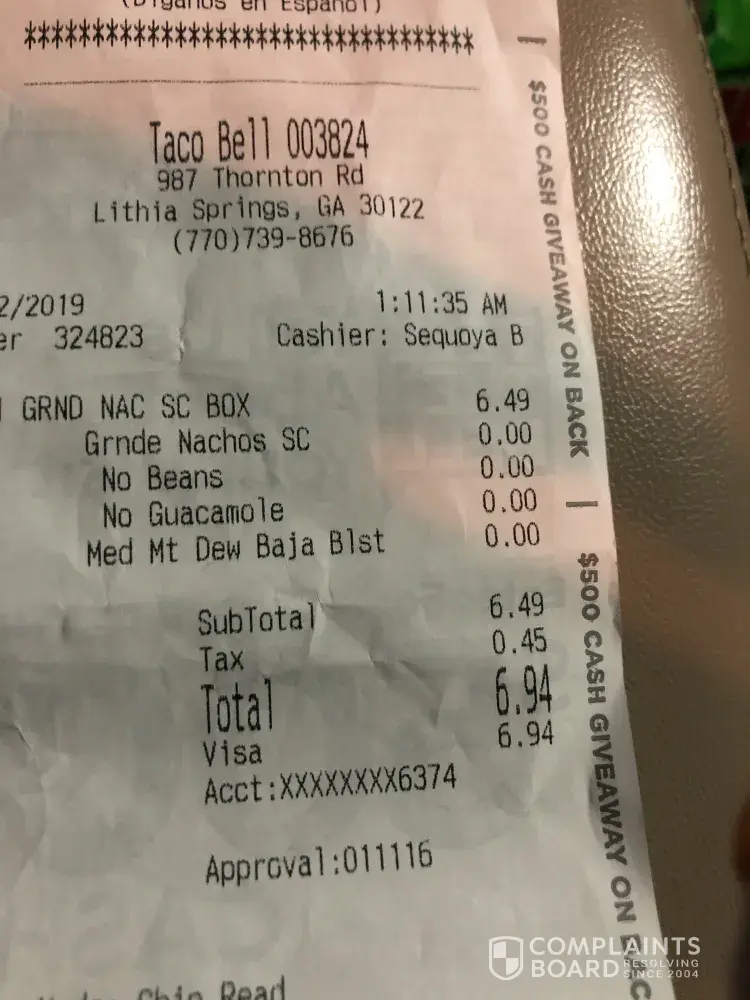 (Díganos en Español)
************************************
Taco Bell 003824
987 Thornton Rd
Lithia Springs, GA 30122
(770)739-8676
2/2019 1:11:35 AM
er 324823 Cashier: Sequoya B
GRND NAC SC BOX 6.49
Grnde Nachos SC 0.00
No Beans 0.00
No Guacamole 0.00
Med Mt Dew Baja Blst 0.00
SubTotal 6.49
Tax 0.45
Total 6.94
Visa 6.94
Acct:XXXXXXXX6374
Approval:011116
Chip Read
| $500 CASH GIVEAWAY ON BACK | $500 CASH GIVEAWAY ON BAC
COMPLAINTS
BOARD RESOLVING
SINCE 2004